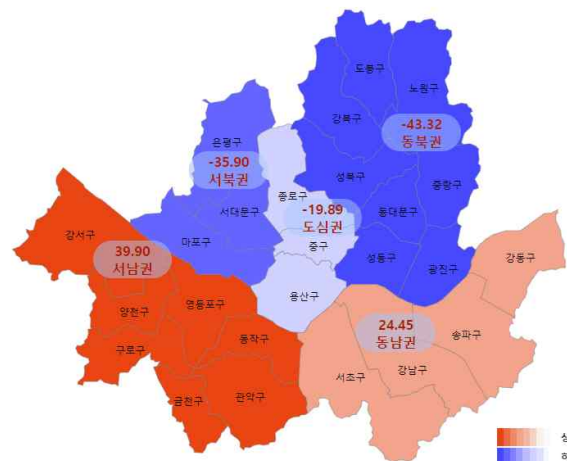 도봉구
노원구
강북구
-43.32
동북권
은평구
-35.90
서북권
성북구
중랑구
종로구
서대문구
-19.89
도심권
동대문구
강서구
마포구
중구
39.90
서남권
성동구
광진구
강동구
용산구
양천구
영등포구
24.45
동남권
송파구
동작구
구로구
서초구
강남구
금천구
관악구